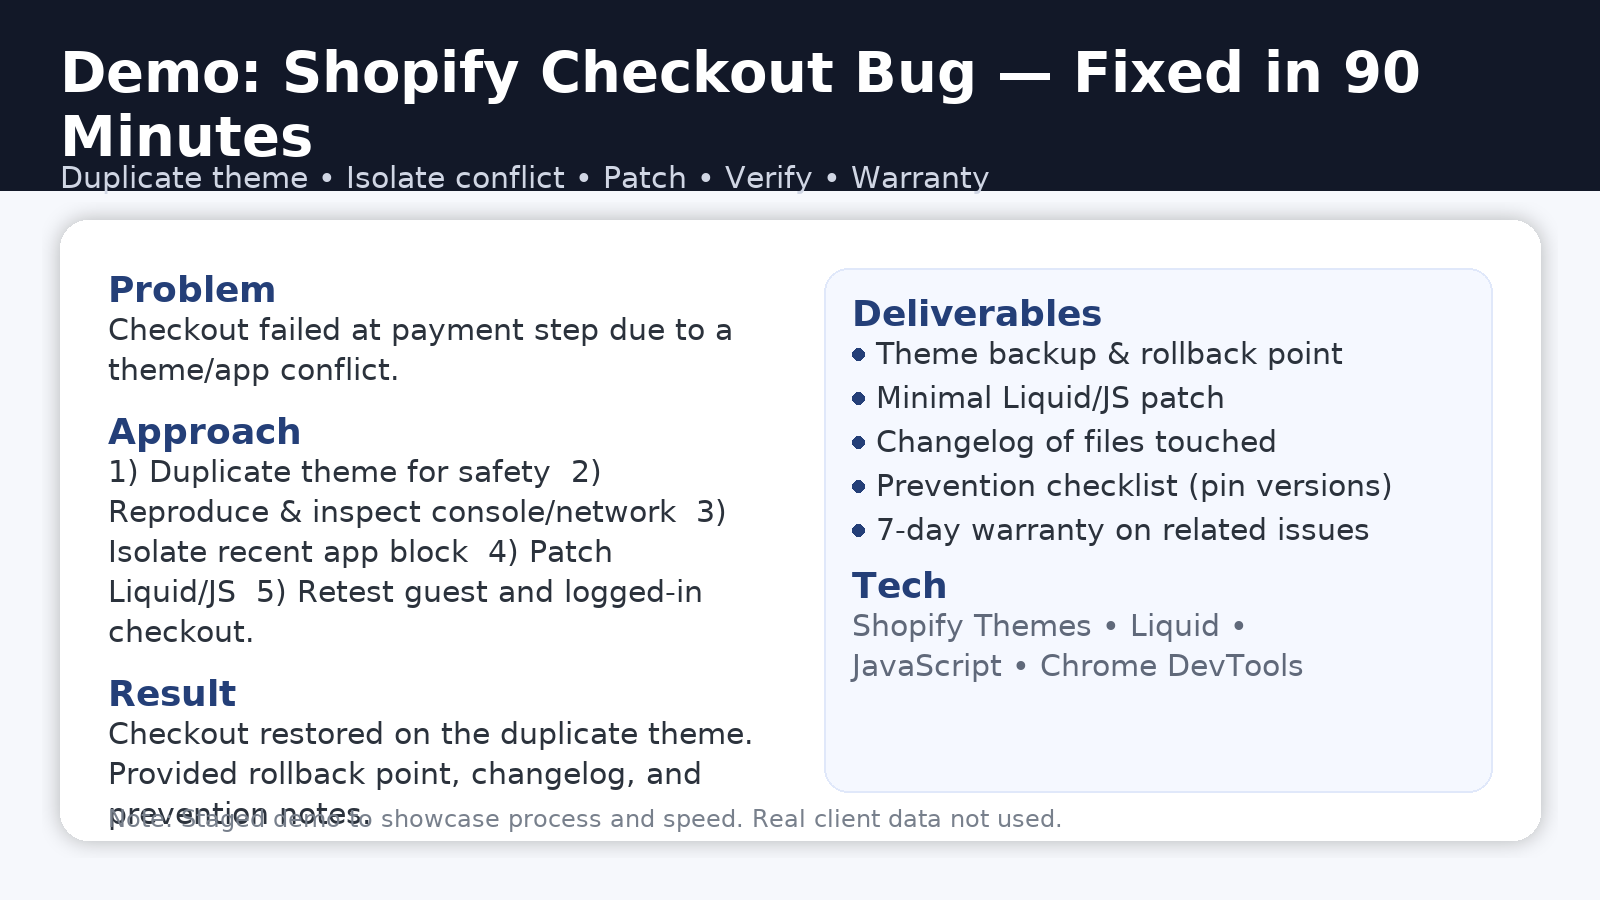 Demo: Shopify Checkout Bug — Fixed in 90
Minutes
Duplicate theme • Isolate conflict • Patch • Verify • Warranty
Problem
Checkout failed at payment step due to a
theme/app conflict.
Approach
1) Duplicate theme for safety  2)
Reproduce & inspect console/network  3)
Isolate recent app block  4) Patch
Liquid/JS  5) Retest guest and logged-in
checkout.
Result
Checkout restored on the duplicate theme.
Provided rollback point, changelog, and
prevention notes.
Note: Staged demo to showcase process and speed. Real client data not used.
Deliverables
• Theme backup & rollback point
• Minimal Liquid/JS patch
• Changelog of files touched
• Prevention checklist (pin versions)
• 7-day warranty on related issues
Tech
Shopify Themes • Liquid •
JavaScript • Chrome DevTools